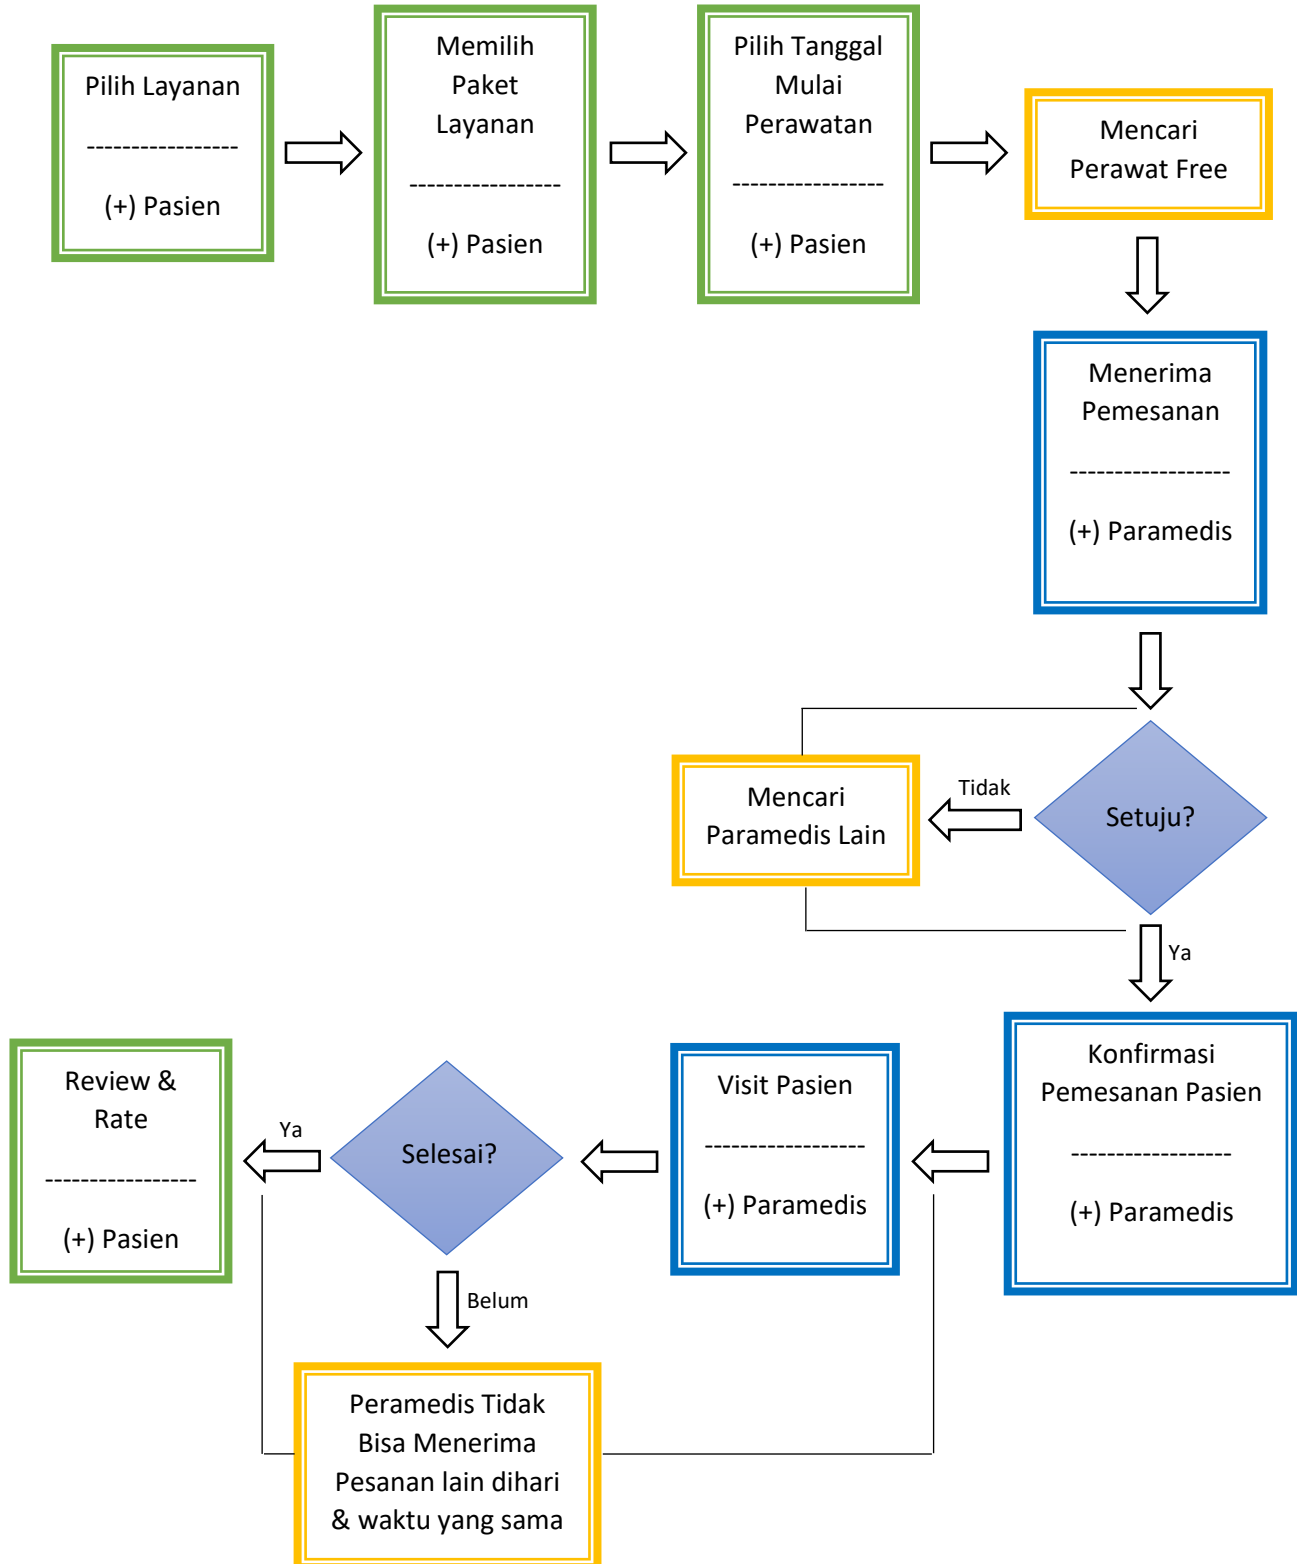 Pilih Layanan
-----------------
(+) Pasien
Memilih
Paket
Layanan
-----------------
(+) Pasien
Pilih Tanggal
Mulai
Perawatan
-----------------
(+) Pasien
Mencari
Perawat Free
Menerima
Pemesanan
------------------
(+) Paramedis
Setuju?
Tidak
Mencari
Paramedis Lain
Ya
Konfirmasi
Pemesanan Pasien
------------------
(+) Paramedis
Visit Pasien
------------------
(+) Paramedis
Selesai?
Ya
Review &
Rate
-----------------
(+) Pasien
Belum
Peramedis Tidak
Bisa Menerima
Pesanan lain dihari
& waktu yang sama